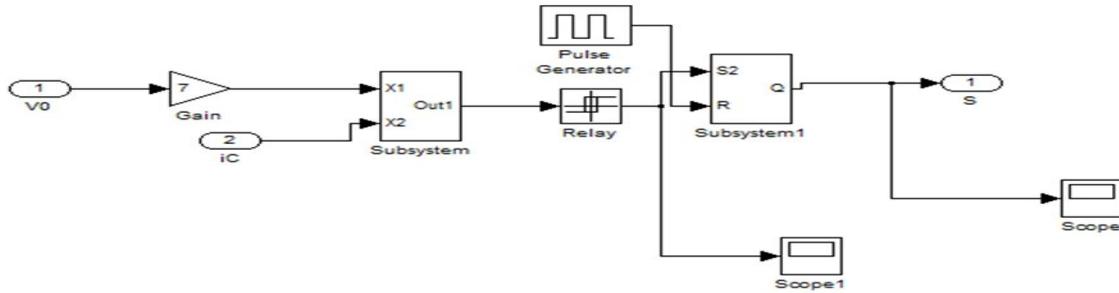 Pulse
Generator
1
V0
7
Gain
2
iC
X1
X2
Out1
Subsystem
Relay
S2
R
Q
Subsystem1
1
S
Scope
Scope1